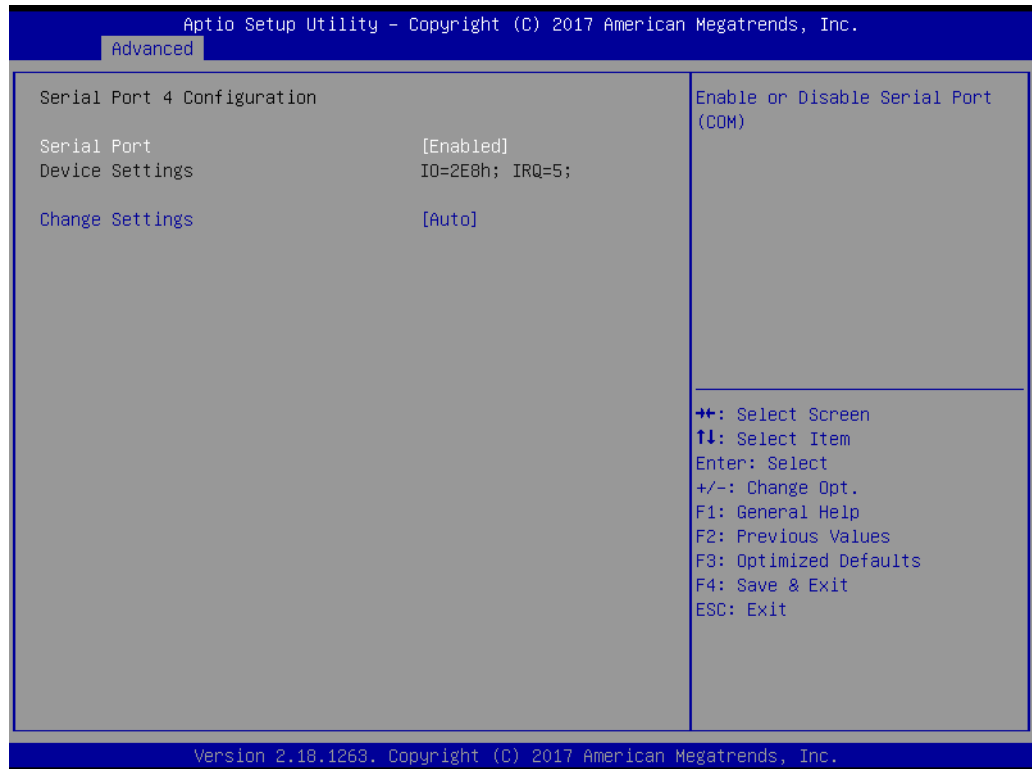 Aptio Setup Utility – Copyright (C) 2017 American Megatrends, Inc.
Advanced
Serial Port 4 Configuration
Serial Port [Enabled]
Device Settings IO=2E8h; IRQ=5;
Change Settings [Auto]
Enable or Disable Serial Port
(COM)
→←: Select Screen
↑↓: Select Item
Enter: Select
+/-: Change Opt.
F1: General Help
F2: Previous Values
F3: Optimized Defaults
F4: Save & Exit
ESC: Exit
Version 2.18.1263. Copyright (C) 2017 American Megatrends, Inc.